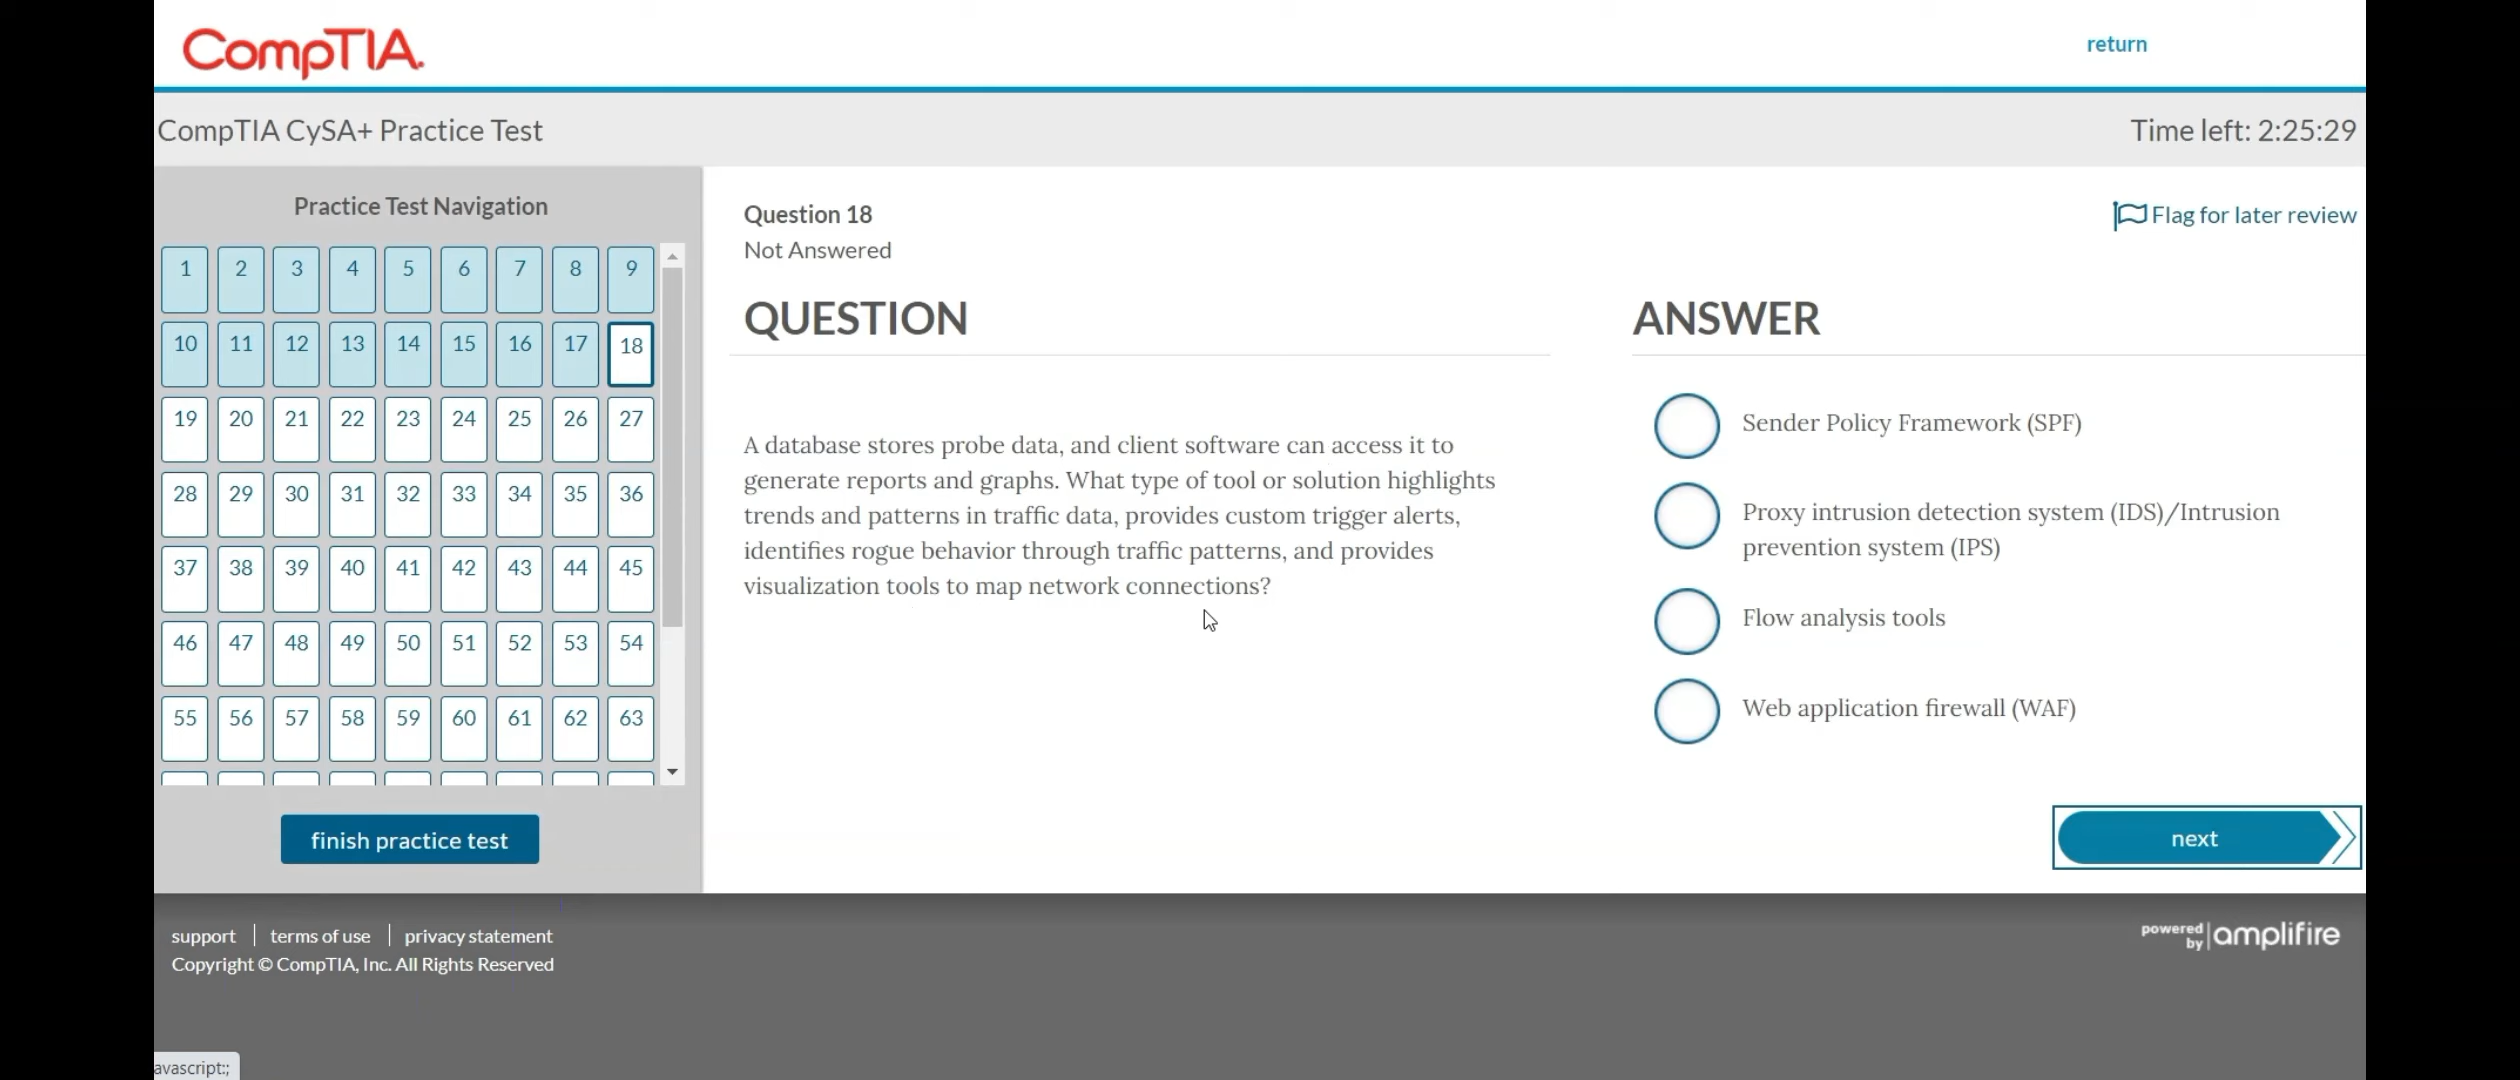 CompTIA.
return
CompTIA CySA+ Practice Test
Time left: 2:25:29
Practice Test Navigation
1 2 3 4 5 6 7 8 9
10 11 12 13 14 15 16 17 18
19 20 21 22 23 24 25 26 27
28 29 30 31 32 33 34 35 36
37 38 39 40 41 42 43 44 45
46 47 48 49 50 51 52 53 54
55 56 57 58 59 60 61 62 63
finish practice test
Question 18
Not Answered
Flag for later review
QUESTION
A database stores probe data, and client software can access it to
generate reports and graphs. What type of tool or solution highlights
trends and patterns in traffic data, provides custom trigger alerts,
identifies rogue behavior through traffic patterns, and provides
visualization tools to map network connections?
ANSWER
Sender Policy Framework (SPF)
Proxy intrusion detection system (IDS)/Intrusion
prevention system (IPS)
Flow analysis tools
Web application firewall (WAF)
next
support | terms of use | privacy statement
Copyright © CompTIA, Inc. All Rights Reserved
powered by | amplifire
avascript:;